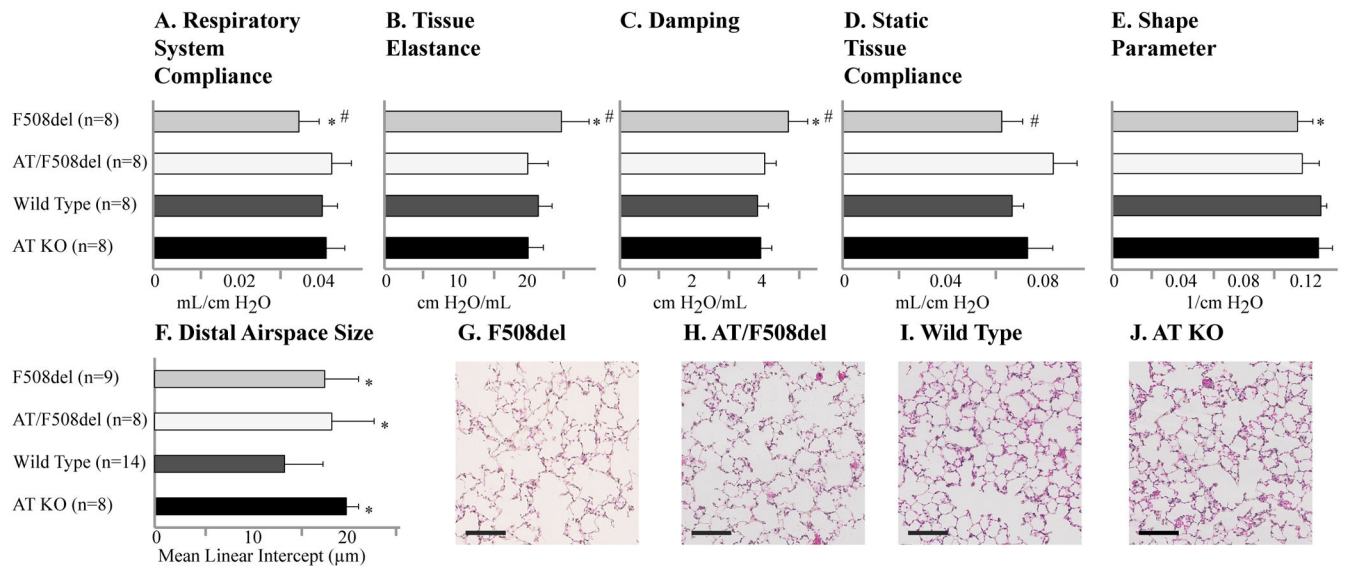 A. Respiratory
System
Compliance
B. Tissue
Elastance
C. Damping
D. Static
Tissue
Compliance
E. Shape
Parameter
F508del (n=8)
AT/F508del (n=8)
Wild Type (n=8)
AT KO (n=8)
* #
* #
* #
#
*
0 0.02 0.04
mL/cm H₂O
0 10 20
cm H₂O/mL
0 2 4
cm H₂O/mL
0 0.04 0.08
mL/cm H₂O
0 0.04 0.08 0.12
1/cm H₂O
F. Distal Airspace Size
F508del (n=9)
AT/F508del (n=8)
Wild Type (n=14)
AT KO (n=8)
*
*
*
0 10 20
Mean Linear Intercept (μm)
G. F508del
H. AT/F508del
I. Wild Type
J. AT KO